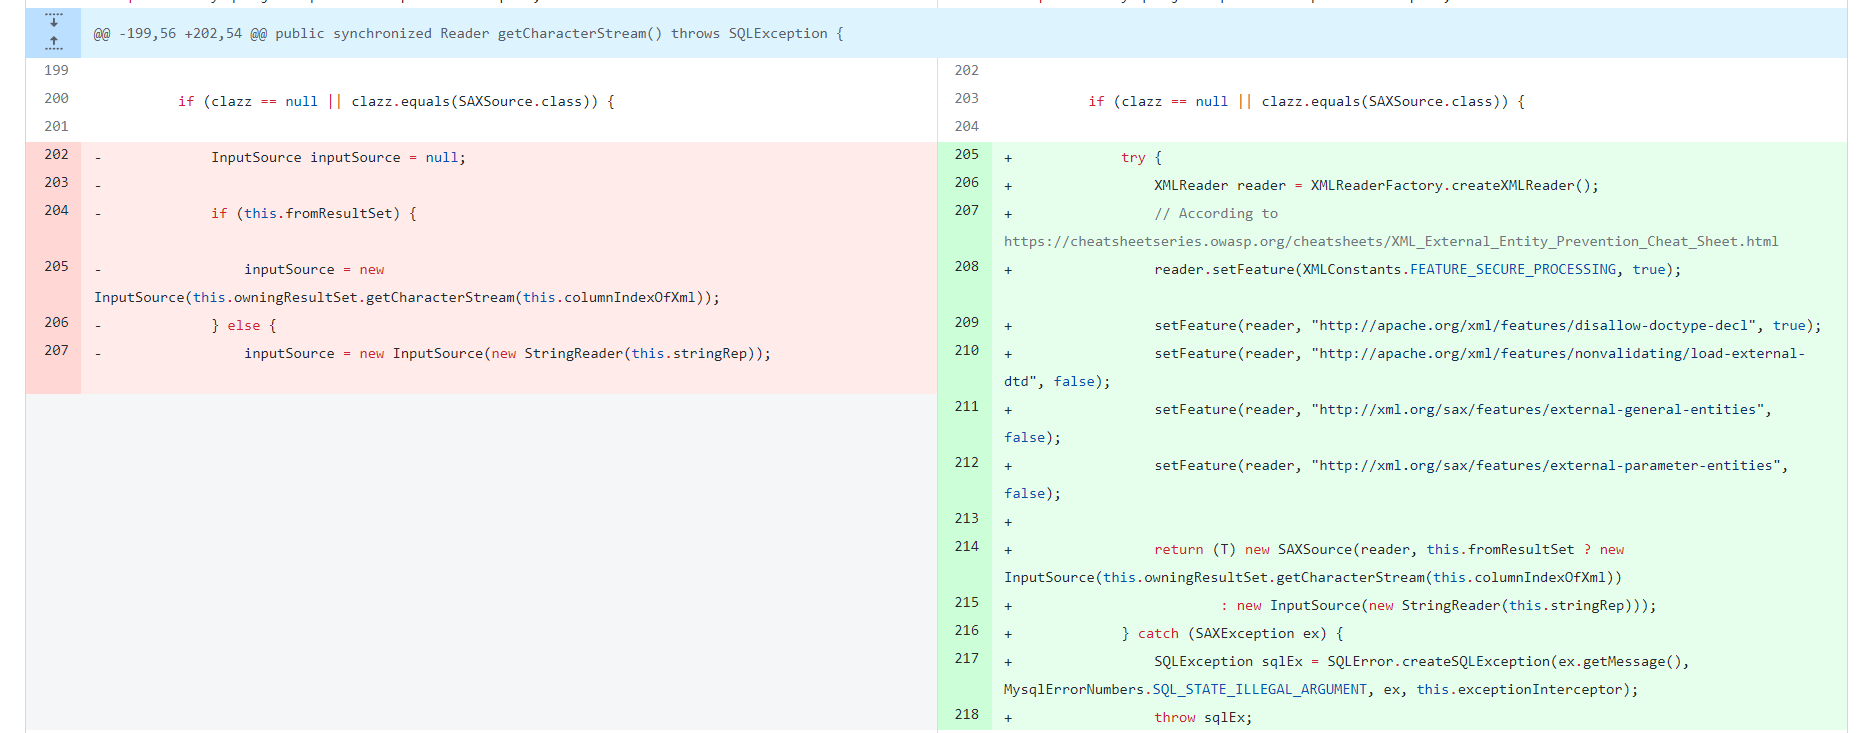 @@ -199,56 +202,54 @@ public synchronized Reader getCharacterStream() throws SQLException {
199
200 if (clazz == null || clazz.equals(SAXSource.class)) {
201
202 - InputSource inputSource = null;
203 -
204 - if (this.fromResultSet) {
205 - inputSource = new
InputSource(this.owningResultSet.getCharacterStream(this.columnIndexOfXml));
206 - } else {
207 - inputSource = new InputSource(new StringReader(this.stringRep));
202
203 if (clazz == null || clazz.equals(SAXSource.class)) {
204
205 + try {
206 + XMLReader reader = XMLReaderFactory.createXMLReader();
207 + // According to
https://cheatsheetseries.owasp.org/cheatsheets/XML_External_Entity_Prevention_Cheat_Sheet.html
208 + reader.setFeature(XMLConstants.FEATURE_SECURE_PROCESSING, true);
209 + setFeature(reader, "http://apache.org/xml/features/disallow-doctype-decl", true);
210 + setFeature(reader, "http://apache.org/xml/features/nonvalidating/load-external-
dtd", false);
211 + setFeature(reader, "http://xml.org/sax/features/external-general-entities",
false);
212 + setFeature(reader, "http://xml.org/sax/features/external-parameter-entities",
false);
213 +
214 + return (T) new SAXSource(reader, this.fromResultSet ? new
InputSource(this.owningResultSet.getCharacterStream(this.columnIndexOfXml))
215 + : new InputSource(new StringReader(this.stringRep)));
216 + } catch (SAXException ex) {
217 + SQLException sqlEx = SQLError.createSQLException(ex.getMessage(),
MysqlErrorNumbers.SQL_STATE_ILLEGAL_ARGUMENT, ex, this.exceptionInterceptor);
218 + throw sqlEx;